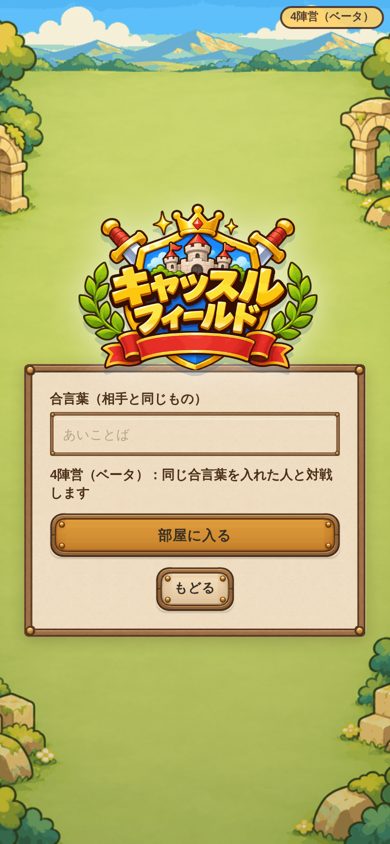 4陣営（ベータ）
キャッスル
フィールド
合言葉（相手と同じもの）
あいことば
4陣営（ベータ）：同じ合言葉を入れた人と対戦
します
部屋に入る
もどる